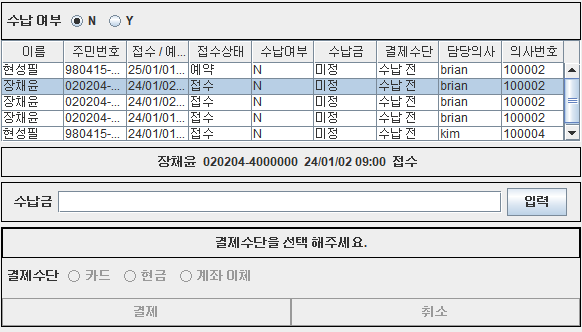 수납 여부 N Y
이름 주민번호 접수 / 예... 접수상태 수납여부 수납금 결제수단 담당의사 의사번호
현성필 980415-... 25/01/01... 예약 N 미정 수납 전 brian 100002
장채윤 020204-... 24/01/02... 접수 N 미정 수납 전 brian 100002
장채윤 020204-... 24/01/02... 접수 N 미정 수납 전 brian 100002
장채윤 020204-... 24/01/01... 접수 N 미정 수납 전 brian 100002
현성필 980415-... 24/01/01... 접수 N 미정 수납 전 kim 100004
장채윤 020204-4000000 24/01/02 09:00 접수
수납금 입력
결제수단을 선택 해주세요.
결제수단 카드 현금 계좌 이체
결제 취소